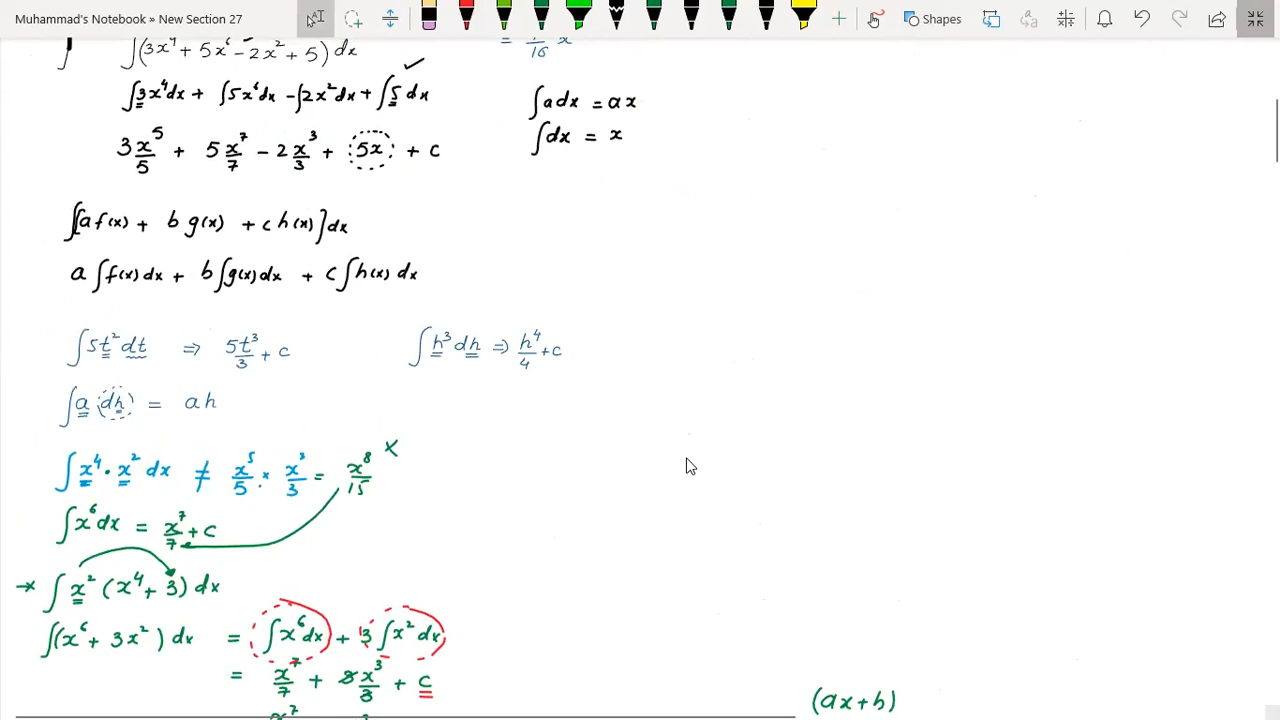 Muhammad's Notebook » New Section 27
Shapes
∫(3x⁴ + 5x⁶ − 2x² + 5) dx
∫3x⁴dx + ∫5x⁶dx − ∫2x²dx + ∫5 dx ✓
3x⁵/5 + 5x⁷/7 − 2x³/3 + 5x + c
∫adx = ax
∫dx = x
∫[a f(x) + b g(x) + c h(x)] dx
a ∫f(x) dx + b∫g(x)dx + c ∫h(x) dx
∫5t² dt ⇒ 5t³/3 + c
∫h³ dh ⇒ h⁴/4 + c
∫a dh = ah
∫x⁴ · x² dx ≠ x⁵/5 · x³/3 = x⁸/15 ×
∫x⁶dx = x⁷/7 + c
→ ∫x² (x⁴ + 3) dx
∫(x⁶ + 3x²) dx = ∫x⁶dx + 3∫x² dx
= x⁷/7 + 3x³/3 + c
(ax+b)